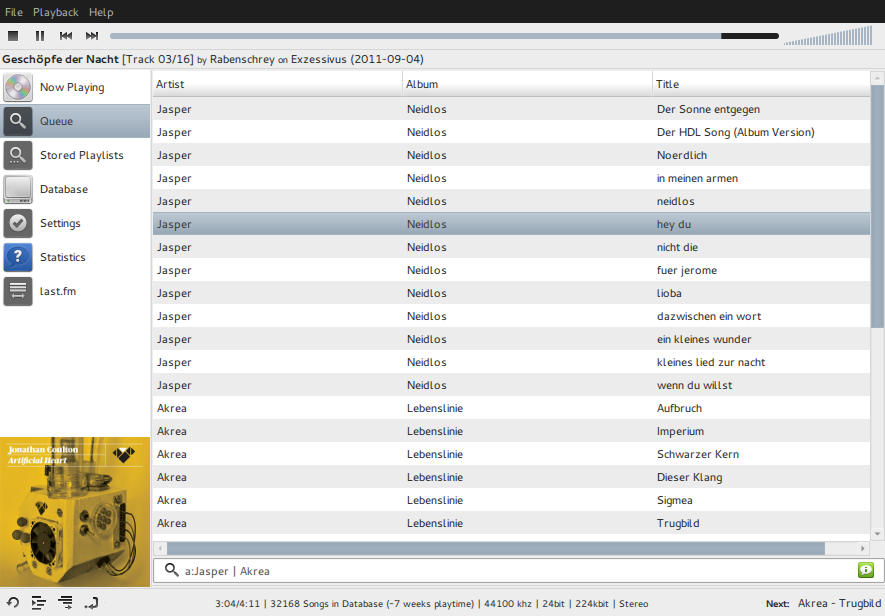 File Playback Help
Geschöpfe der Nacht [Track 03/16] by Rabenschrey on Exzessivus (2011-09-04)
Now Playing
Queue
Stored Playlists
Database
Settings
Statistics
last.fm
Jonathan Coulton
Artificial Heart
Artist Album Title
Jasper Neidlos Der Sonne entgegen
Jasper Neidlos Der HDL Song (Album Version)
Jasper Neidlos Noerdlich
Jasper Neidlos in meinen armen
Jasper Neidlos neidlos
Jasper Neidlos hey du
Jasper Neidlos nicht die
Jasper Neidlos fuer jerome
Jasper Neidlos lioba
Jasper Neidlos dazwischen ein wort
Jasper Neidlos ein kleines wunder
Jasper Neidlos kleines lied zur nacht
Jasper Neidlos wenn du willst
Akrea Lebenslinie Aufbruch
Akrea Lebenslinie Imperium
Akrea Lebenslinie Schwarzer Kern
Akrea Lebenslinie Dieser Klang
Akrea Lebenslinie Sigmea
Akrea Lebenslinie Trugbild
a:Jasper | Akrea
3:04/4:11 | 32168 Songs in Database (~7 weeks playtime) | 44100 khz | 24bit | 224kbit | Stereo
Next: Akrea - Trugbild